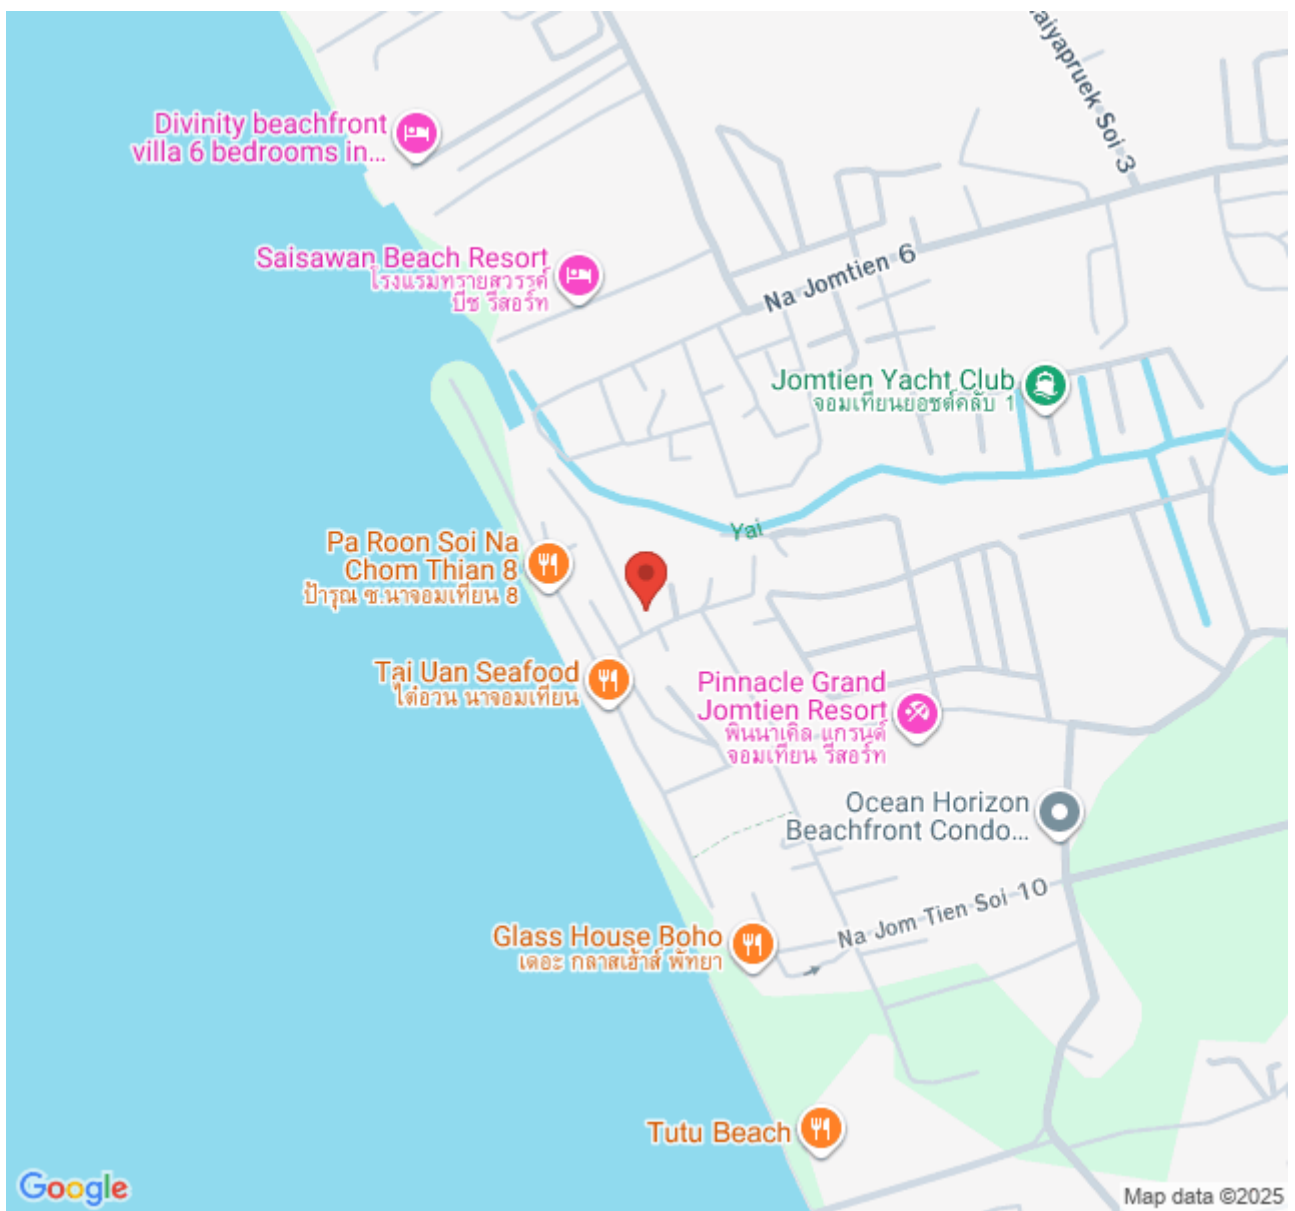 aiyapruek Soi 3
Divinity beachfront
villa 6 bedrooms in...
Saisawan Beach Resort
โรงแรมทรายสวรรค์
บีช รีสอร์ท
Na Jomtien 6
Jomtien Yacht Club
จอมเทียนยอชต์คลับ 1
Yai
Pa Roon Soi Na
Chom Thian 8
ป้ารุณ ซ.นาจอมเทียน 8
Tai Uan Seafood
ไต๋อวน นาจอมเทียน
Pinnacle Grand
Jomtien Resort
พินนาเคิล แกรนด์
จอมเทียน รีสอร์ท
Ocean Horizon
Beachfront Condo...
Na Jom Tien Soi 10
Glass House Boho
เดอะ กลาสเฮ้าส์ พัทยา
Tutu Beach
Google
Map data ©2025